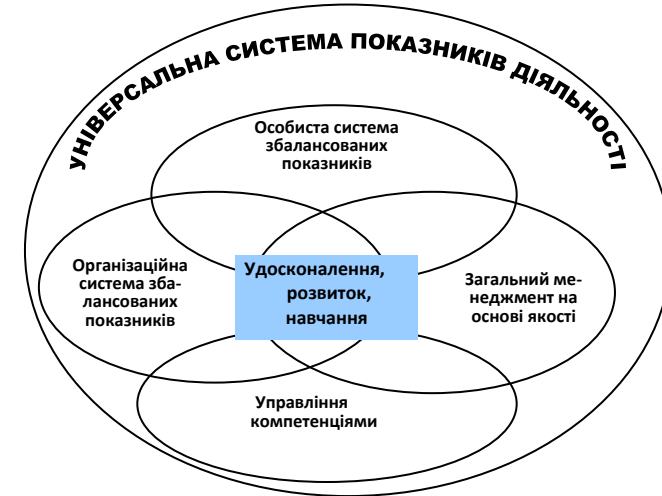 УНІВЕРСАЛЬНА СИСТЕМА ПОКАЗНИКІВ ДІЯЛЬНОСТІ
Особиста система
збалансованих
показників
Організаційна
система зба-
лансованих
показників
Удосконалення,
розвиток,
навчання
Загальний ме-
неджмент на
основі якості
Управління
компетенціями